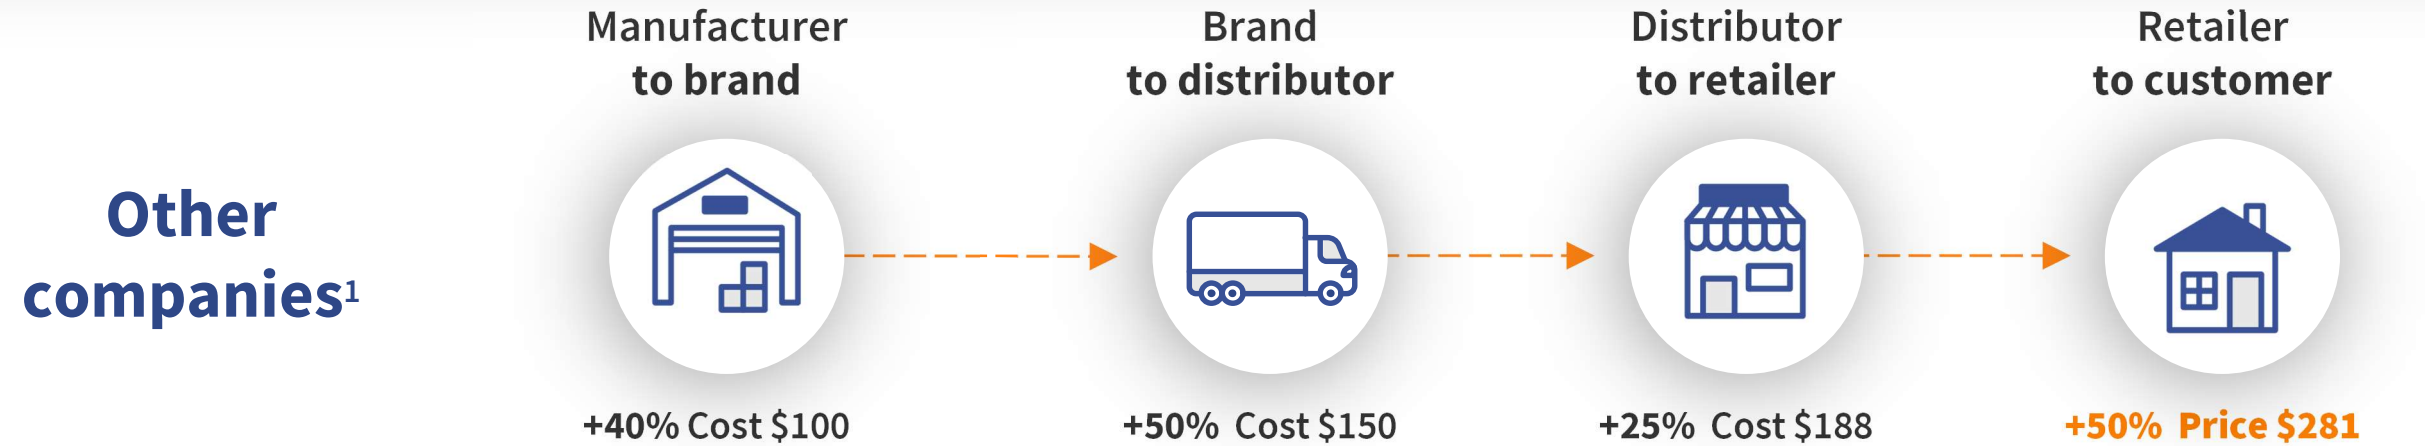 Manufacturer
to brand
Brand
to distributor
Distributor
to retailer
Retailer
to customer
Other
companies¹
+40% Cost $100
+50% Cost $150
+25% Cost $188
+50% Price $281